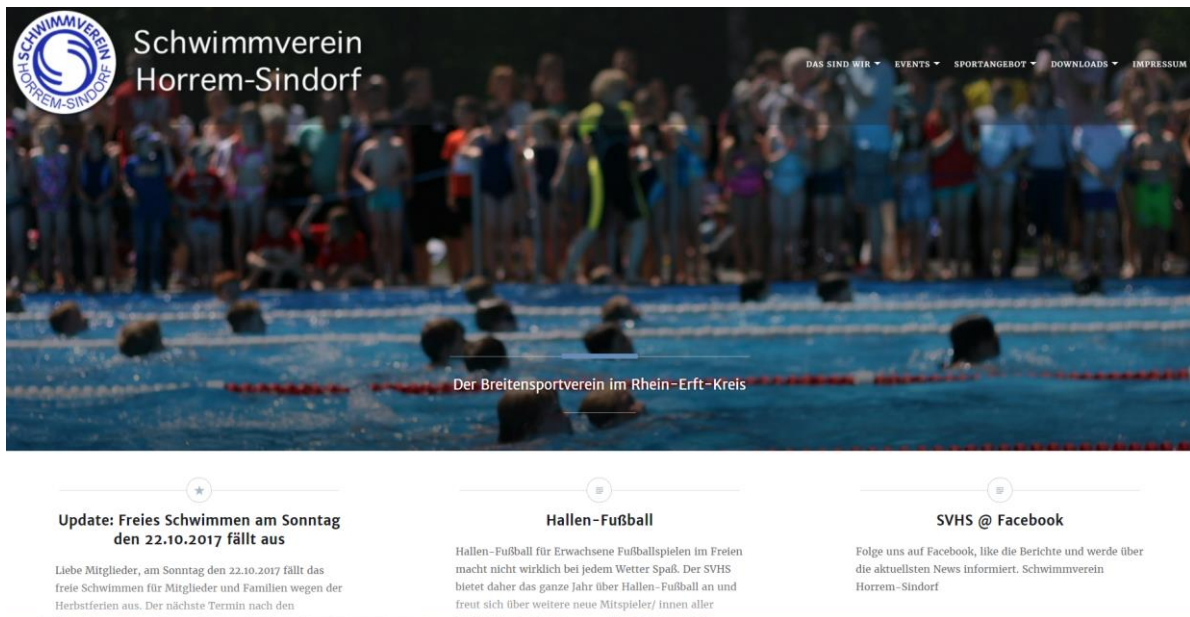 SCHWIMMVEREIN
HORREM-SINDORF
Schwimmverein
Horrem-Sindorf
DAS SIND WIR
EVENTS
SPORTANGEBOT
DOWNLOADS
IMPRESSUM
Der Breitensportverein im Rhein-Erft-Kreis
Update: Freies Schwimmen am Sonntag
den 22.10.2017 fällt aus
Liebe Mitglieder, am Sonntag den 22.10.2017 fällt das
freie Schwimmen für Mitglieder und Familien wegen der
Herbstferien aus. Der nächste Termin nach den
Hallen-Fußball
Hallen-Fußball für Erwachsene Fußballspielen im Freien
macht nicht wirklich bei jedem Wetter Spaß. Der SVHS
bietet daher das ganze Jahr über Hallen-Fußball an und
freut sich über weitere neue Mitspieler/ innen aller
SVHS @ Facebook
Folge uns auf Facebook, like die Berichte und werde über
die aktuellsten News informiert. Schwimmverein
Horrem-Sindorf